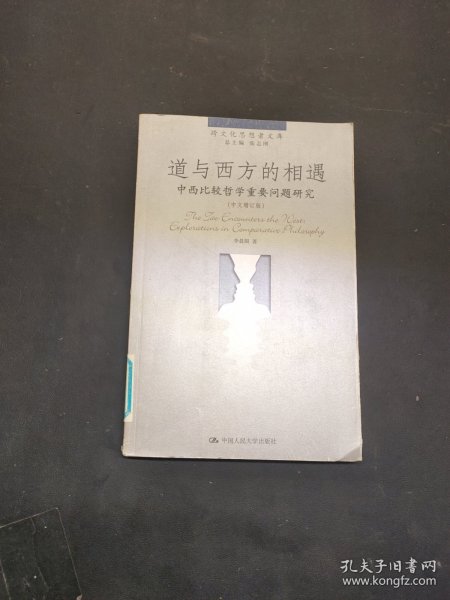 跨文化思想者文库
总主编 张志刚
道与西方的相遇
中西比较哲学重要问题研究
(中文增订版)
The Tao Encounters the West:
Explorations in Comparative Philosophy
李晨阳 著
中国人民大学出版社
孔夫子旧书网
www.kongfz.com